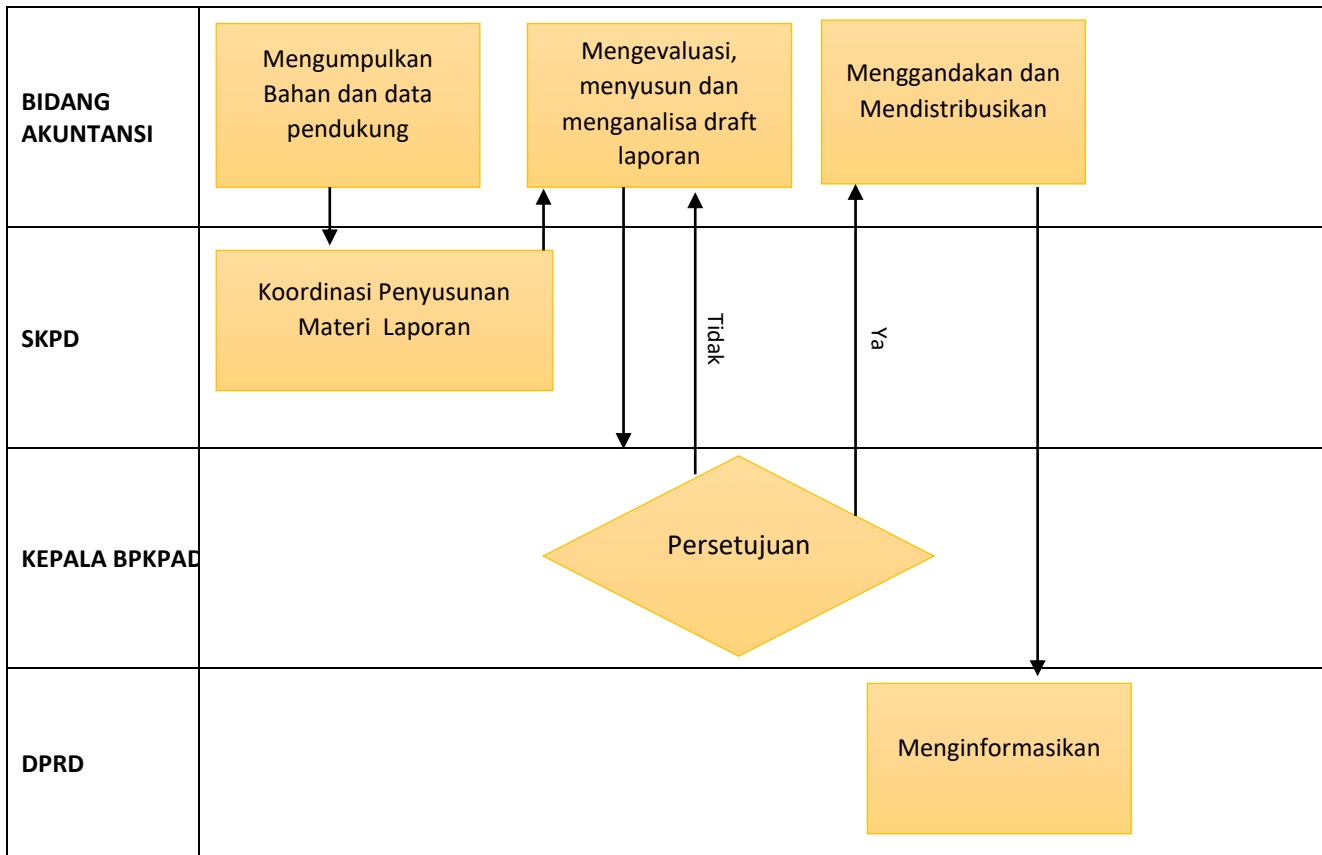 BIDANG
AKUNTANSI
Mengumpulkan
Bahan dan data
pendukung
Mengevaluasi,
menyusun dan
menganalisa draft
laporan
Menggandakan dan
Mendistribusikan
SKPD
Koordinasi Penyusunan
Materi Laporan
Tidak
Ya
KEPALA BPKPAD
Persetujuan
DPRD
Menginformasikan